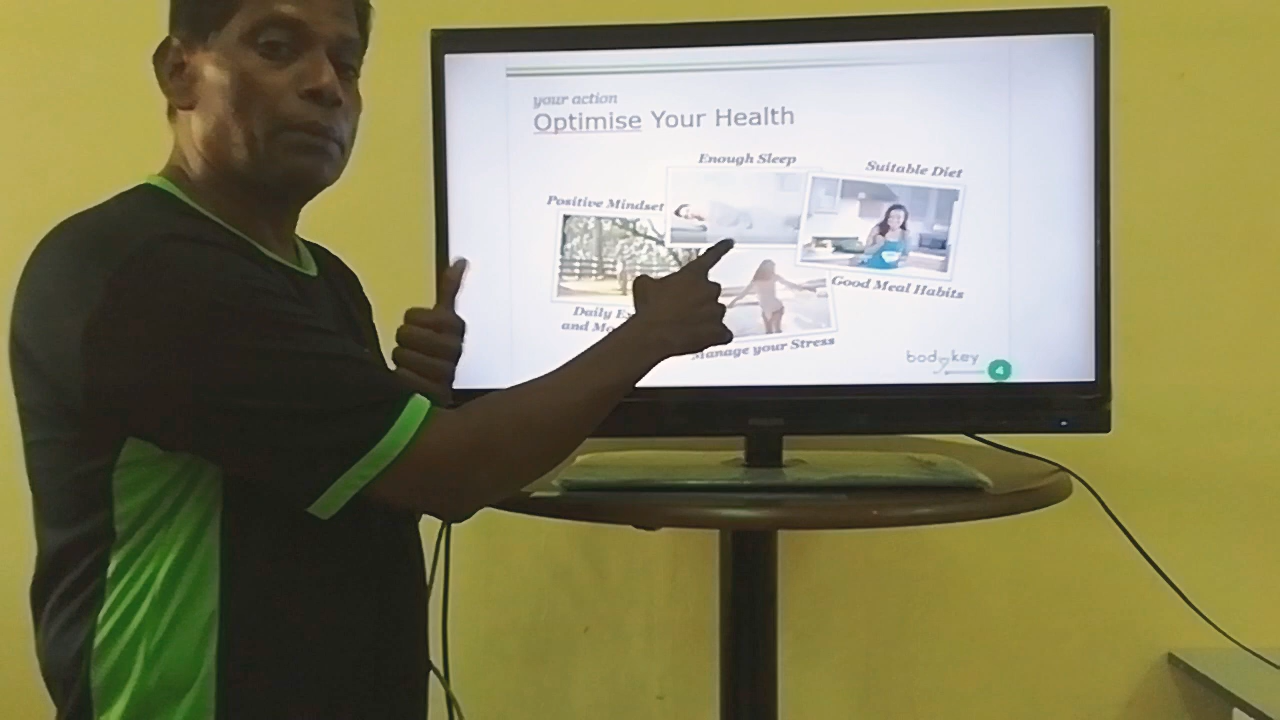 your action
Optimise Your Health
Enough Sleep
Suitable Diet
Positive Mindset
Good Meal Habits
Daily
and
Manage your Stress
bodykey
4